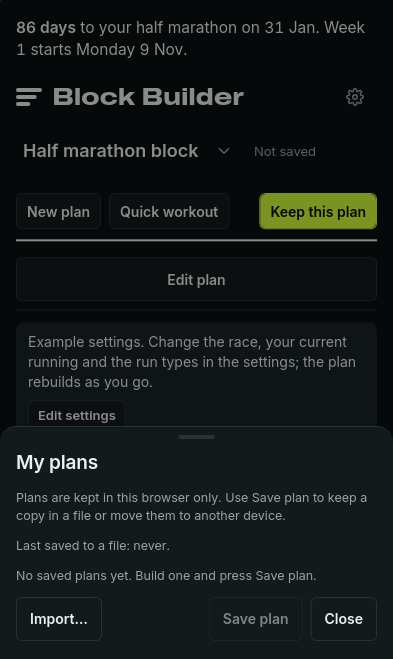 86 days to your half marathon on 31 Jan. Week
1 starts Monday 9 Nov.
Block Builder
Half marathon block
Not saved
New plan
Quick workout
Keep this plan
Edit plan
Example settings. Change the race, your current
running and the run types in the settings; the plan
rebuilds as you go.
Edit settings
My plans
Plans are kept in this browser only. Use Save plan to keep a
copy in a file or move them to another device.
Last saved to a file: never.
No saved plans yet. Build one and press Save plan.
Import...
Save plan
Close